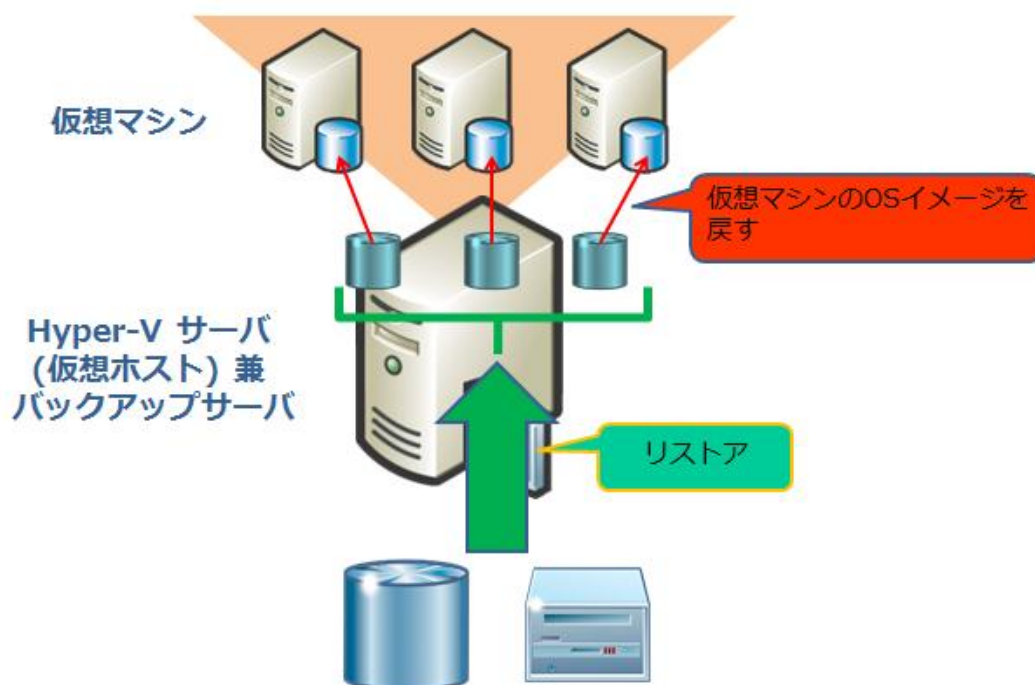 仮想マシン
仮想マシンのOSイメージを
戻す
Hyper-V サーバ
(仮想ホスト) 兼
バックアップサーバ
リストア